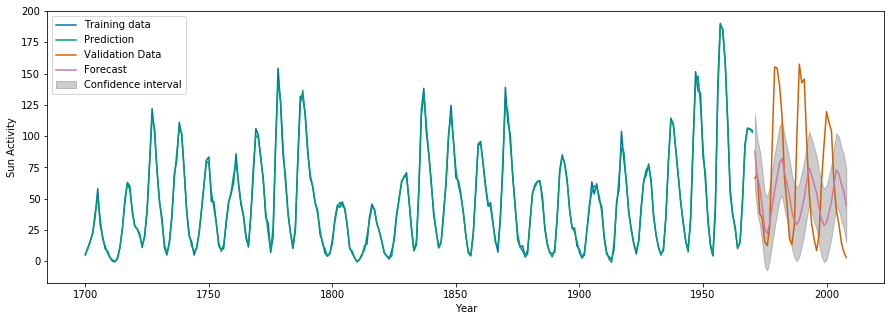 Training data
Prediction
Validation Data
Forecast
Confidence interval
Sun Activity
200
175
150
125
100
75
50
25
0
1700 1750 1800 1850 1900 1950 2000
Year